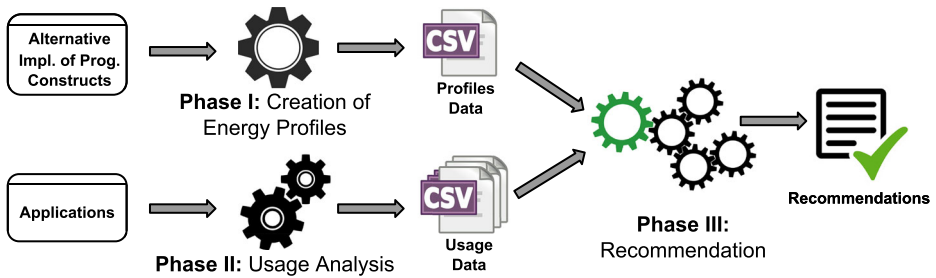 Alternative
Impl. of Prog.
Constructs
Phase I: Creation of
Energy Profiles
CSV
Profiles
Data
Applications
Phase II: Usage Analysis
CSV
Usage
Data
Phase III:
Recommendation
Recommendations